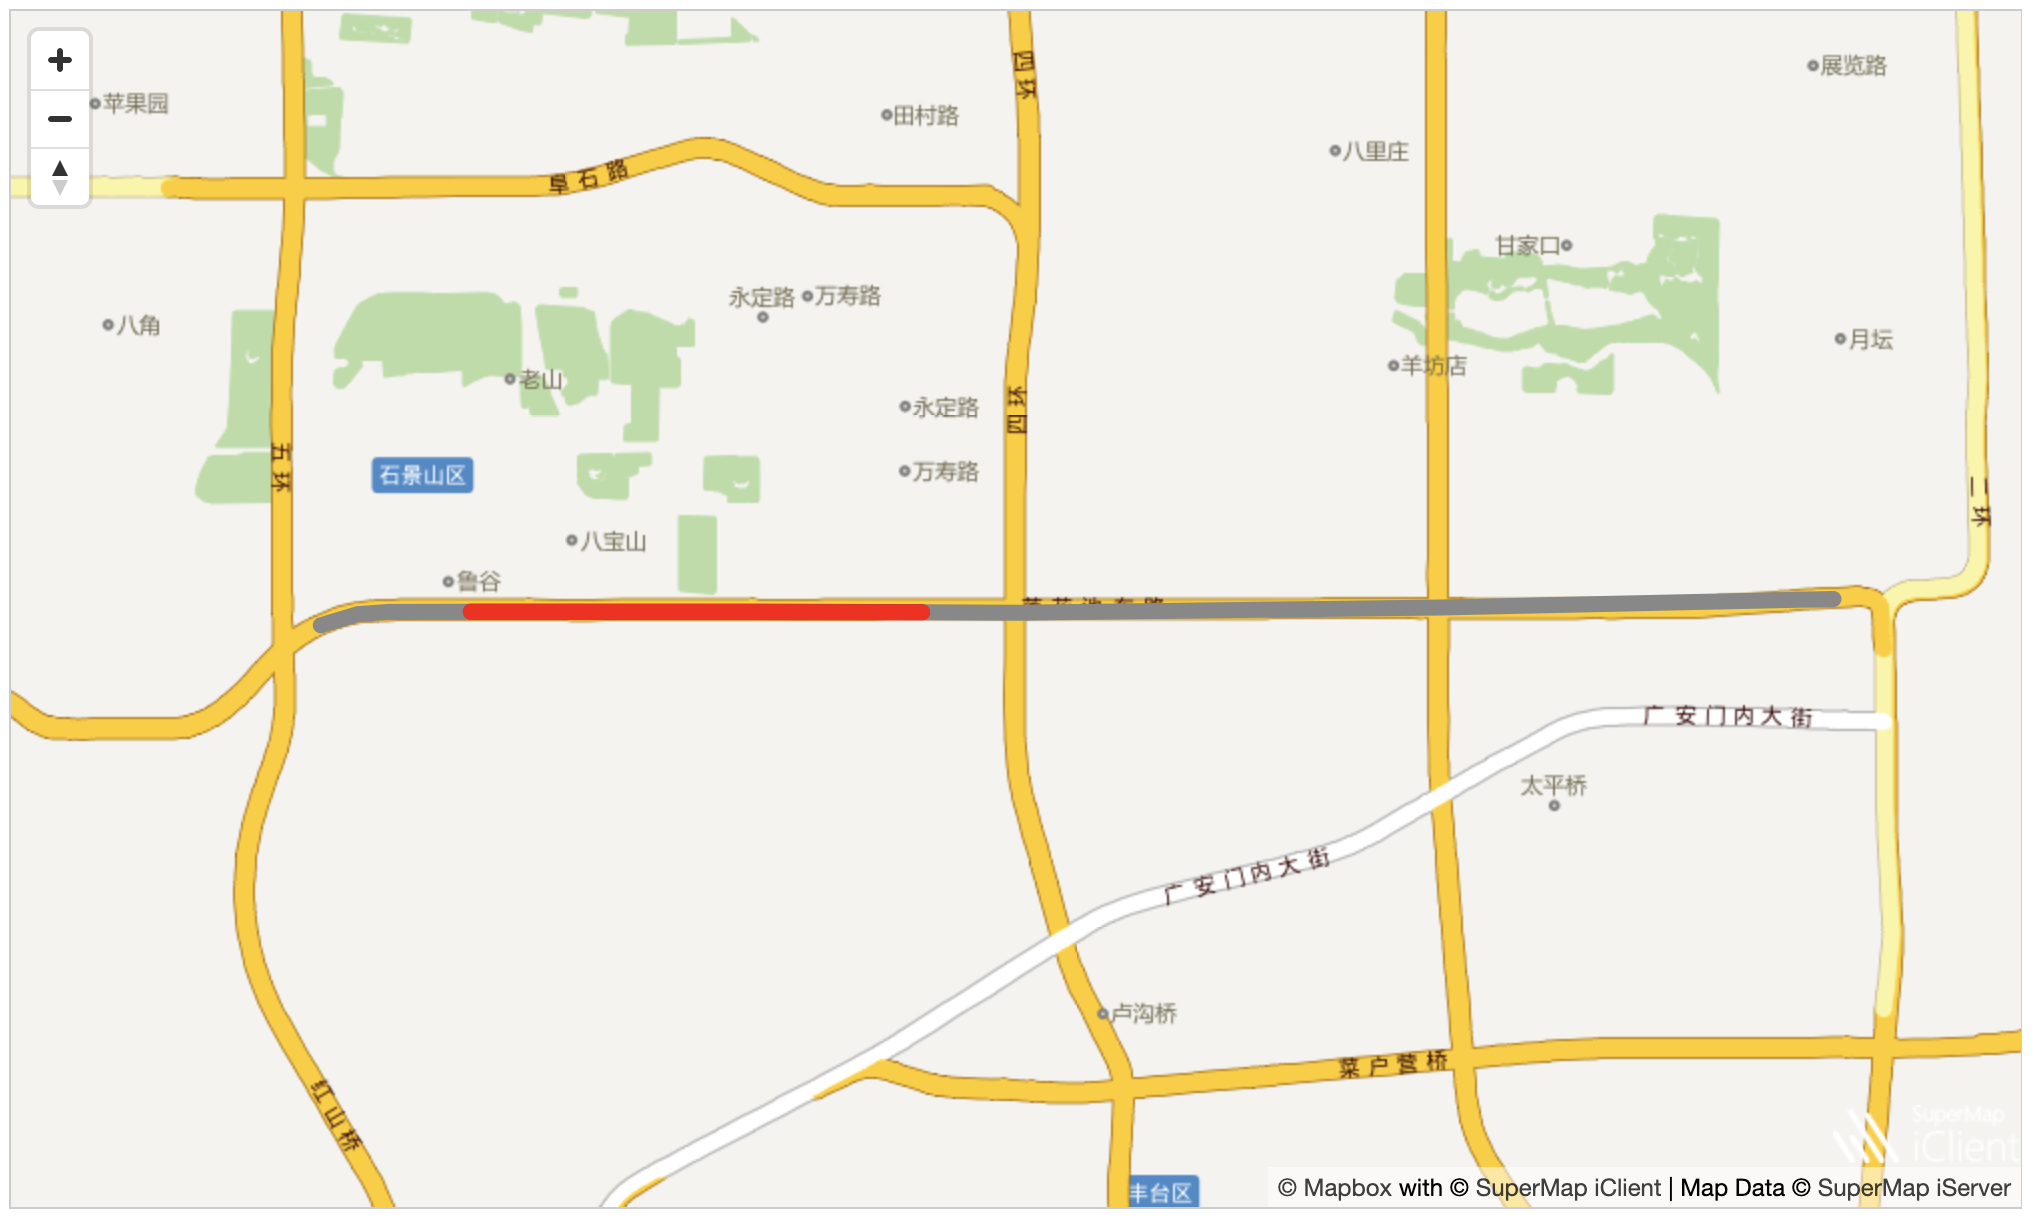 四环
展览路
苹果园
田村路
八里庄
阜石路
甘家口
永定路
万寿路
八角
月坛
羊坊店
老山
永定路
四环
五环
石景山区
万寿路
二环
八宝山
鲁谷
广安门内大街
太平桥
广安门内大街
卢沟桥
菜户营桥
红山桥
SuperMap
iClient
丰台区
© Mapbox with © SuperMap iClient | Map Data © SuperMap iServer